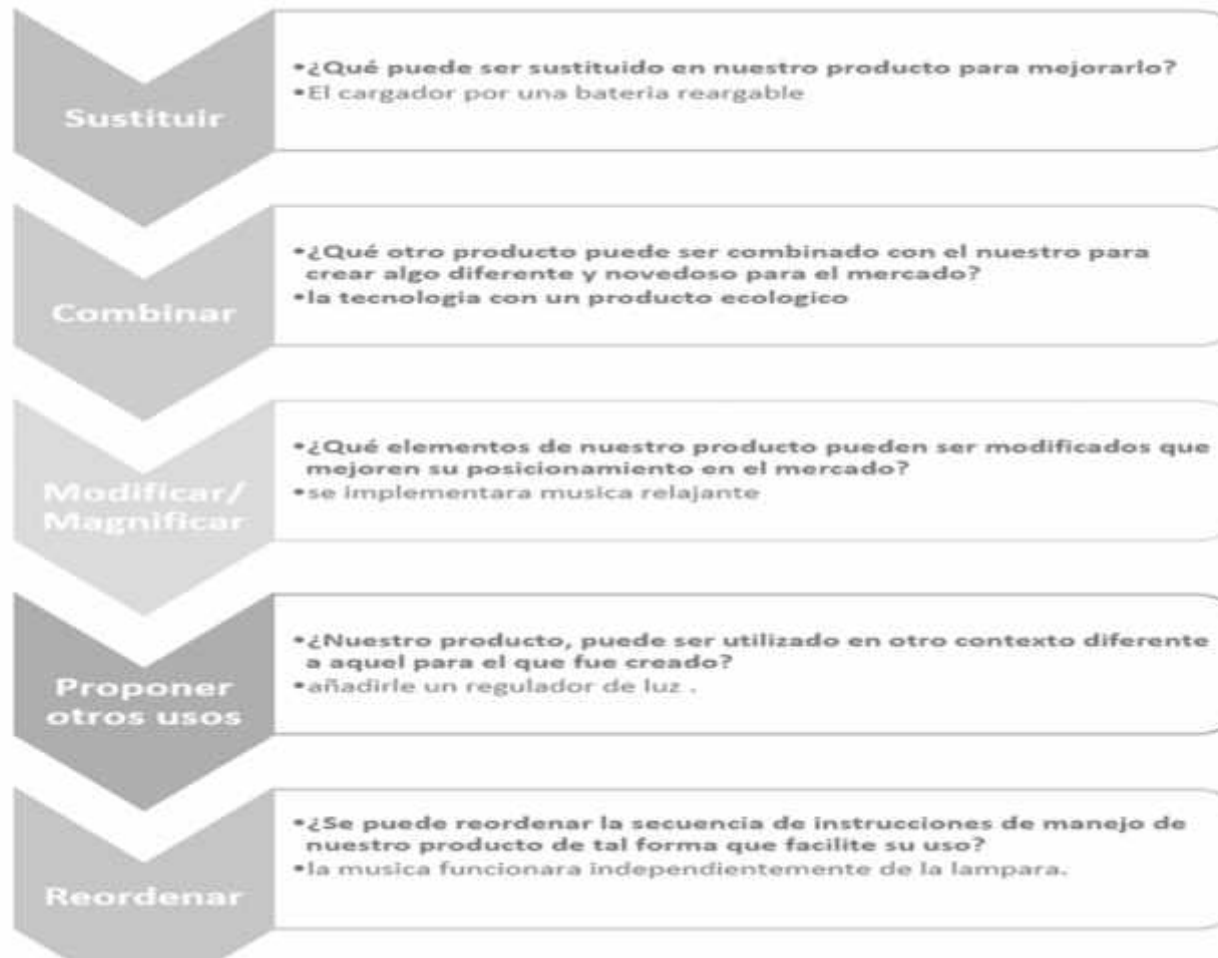 Sustituir
•¿Qué puede ser sustituido en nuestro producto para mejorarlo?
•El cargador por una bateria reargable
Combinar
•¿Qué otro producto puede ser combinado con el nuestro para
crear algo diferente y novedoso para el mercado?
•la tecnologia con un producto ecologico
Modificar/
Magnificar
•¿Qué elementos de nuestro producto pueden ser modificados que
mejoren su posicionamiento en el mercado?
•se implementara musica relajante
Proponer
otros usos
•¿Nuestro producto, puede ser utilizado en otro contexto diferente
a aquel para el que fue creado?
•añadirle un regulador de luz .
Reordenar
•¿Se puede reordenar la secuencia de instrucciones de manejo de
nuestro producto de tal forma que facilite su uso?
•la musica funcionara independientemente de la lampara.